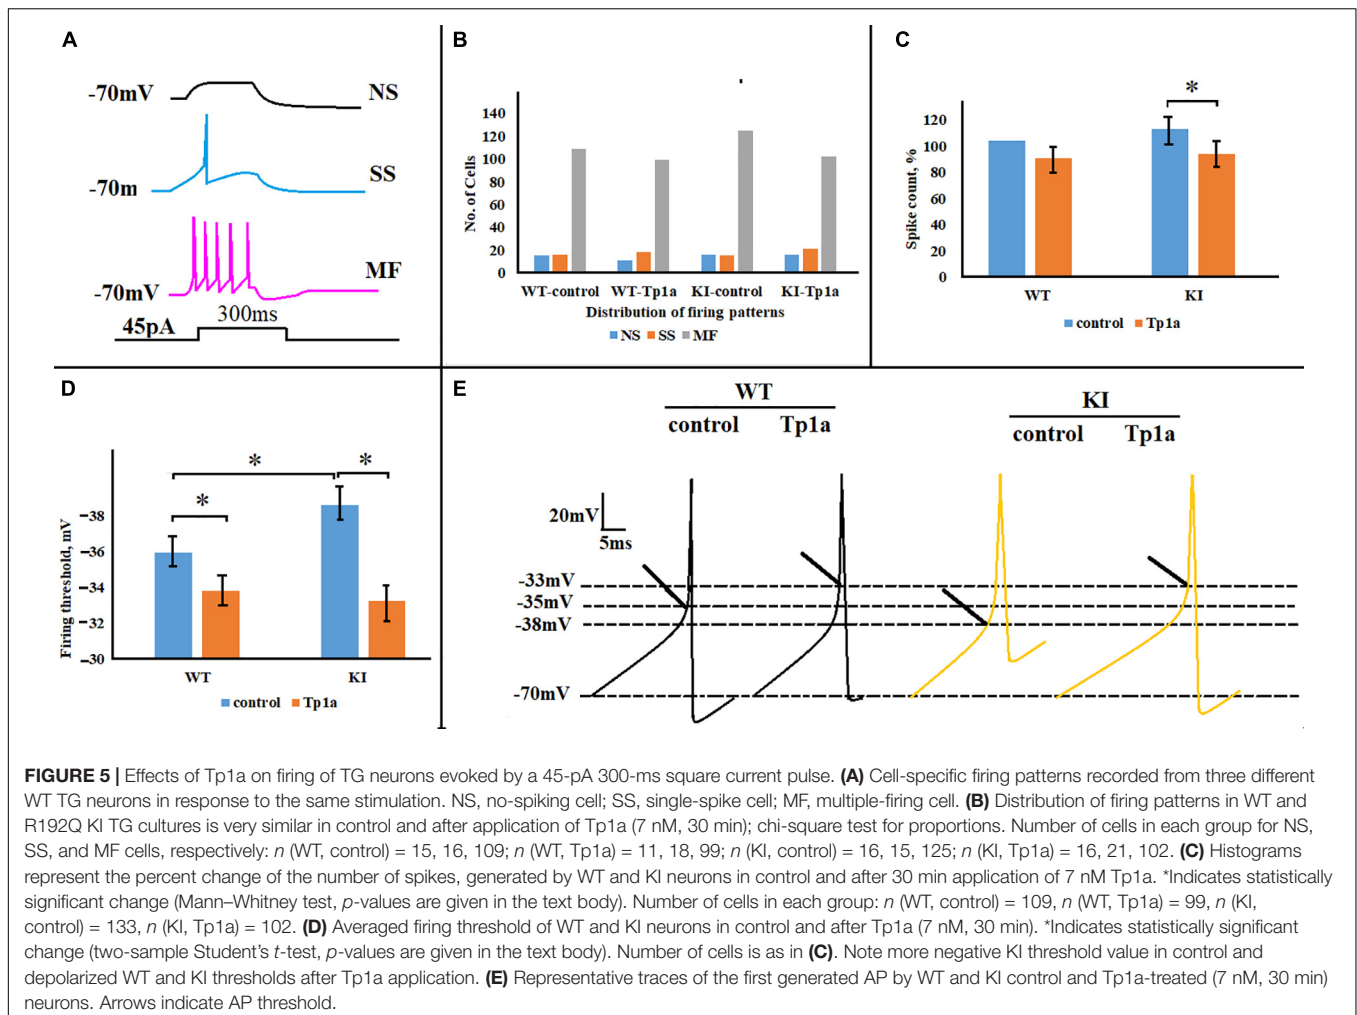 A
-70mV
NS
-70m
SS
-70mV
MF
45pA
300ms
B
No. of Cells
140
120
100
80
60
40
20
0
WT-control WT-Tp1a KI-control KI-Tp1a
Distribution of firing patterns
NS SS MF
C
Spike count, %
120
100
80
60
40
20
0
*
WT KI
control Tp1a
D
Firing threshold, mV
−38
−36
−34
−32
−30
* * *
WT KI
control Tp1a
E
WT
control Tp1a
KI
control Tp1a
20mV
5ms
-33mV
-35mV
-38mV
-70mV
FIGURE 5 | Effects of Tp1a on firing of TG neurons evoked by a 45-pA 300-ms square current pulse. (A) Cell-specific firing patterns recorded from three different
WT TG neurons in response to the same stimulation. NS, no-spiking cell; SS, single-spike cell; MF, multiple-firing cell. (B) Distribution of firing patterns in WT and
R192Q KI TG cultures is very similar in control and after application of Tp1a (7 nM, 30 min); chi-square test for proportions. Number of cells in each group for NS,
SS, and MF cells, respectively: n (WT, control) = 15, 16, 109; n (WT, Tp1a) = 11, 18, 99; n (KI, control) = 16, 15, 125; n (KI, Tp1a) = 16, 21, 102. (C) Histograms
represent the percent change of the number of spikes, generated by WT and KI neurons in control and after 30 min application of 7 nM Tp1a. *Indicates statistically
significant change (Mann–Whitney test, p-values are given in the text body). Number of cells in each group: n (WT, control) = 109, n (WT, Tp1a) = 99, n (KI,
control) = 133, n (KI, Tp1a) = 102. (D) Averaged firing threshold of WT and KI neurons in control and after Tp1a (7 nM, 30 min). *Indicates statistically significant
change (two-sample Student's t-test, p-values are given in the text body). Number of cells is as in (C). Note more negative KI threshold value in control and
depolarized WT and KI thresholds after Tp1a application. (E) Representative traces of the first generated AP by WT and KI control and Tp1a-treated (7 nM, 30 min)
neurons. Arrows indicate AP threshold.